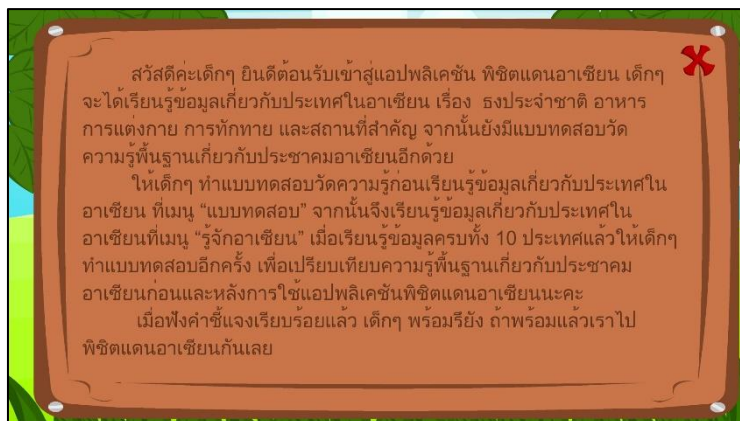 สวัสดีค่ะเด็กๆ ยินดีต้อนรับเข้าสู่แอปพลิเคชัน พิชิตแดนอาเซียน เด็กๆ
จะได้เรียนรู้ข้อมูลเกี่ยวกับประเทศในอาเซียน เรื่อง ธงประจำชาติ อาหาร
การแต่งกาย การทักทาย และสถานที่สำคัญ จากนั้นยังมีแบบทดสอบวัด
ความรู้พื้นฐานเกี่ยวกับประชาคมอาเซียนอีกด้วย
ให้เด็กๆ ทำแบบทดสอบวัดความรู้ก่อนเรียนรู้ข้อมูลเกี่ยวกับประเทศใน
อาเซียน ที่เมนู “แบบทดสอบ” จากนั้นจึงเรียนรู้ข้อมูลเกี่ยวกับประเทศใน
อาเซียนที่เมนู “รู้จักอาเซียน” เมื่อเรียนรู้ข้อมูลครบทั้ง 10 ประเทศแล้วให้เด็กๆ
ทำแบบทดสอบอีกครั้ง เพื่อเปรียบเทียบความรู้พื้นฐานเกี่ยวกับประชาคม
อาเซียนก่อนและหลังการใช้แอปพลิเคชันพิชิตแดนอาเซียนนะคะ
เมื่อฟังคำชี้แจงเรียบร้อยแล้ว เด็กๆ พร้อมรึยัง ถ้าพร้อมแล้วเราไป
พิชิตแดนอาเซียนกันเลย